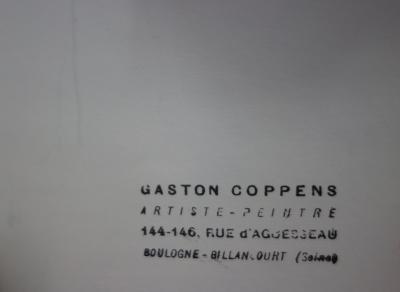 GASTON COPPENS
ARTISTE-PEINTRE
144-146, RUE d'AGUESSEAU
BOULOGNE-BILLANCOURT (Seine)